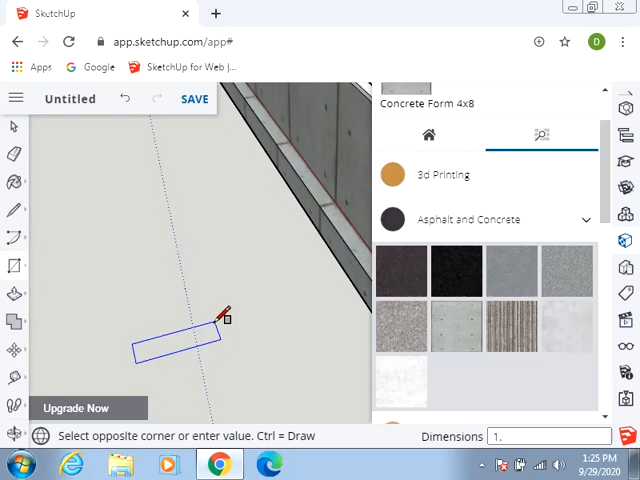 SketchUp
app.sketchup.com/app#
D
Apps
Google
SketchUp for Web |...
Untitled
SAVE
Concrete Form 4x8
3d Printing
Asphalt and Concrete
Upgrade Now
Select opposite corner or enter value. Ctrl = Draw
Dimensions
1.
1:25 PM
9/29/2020